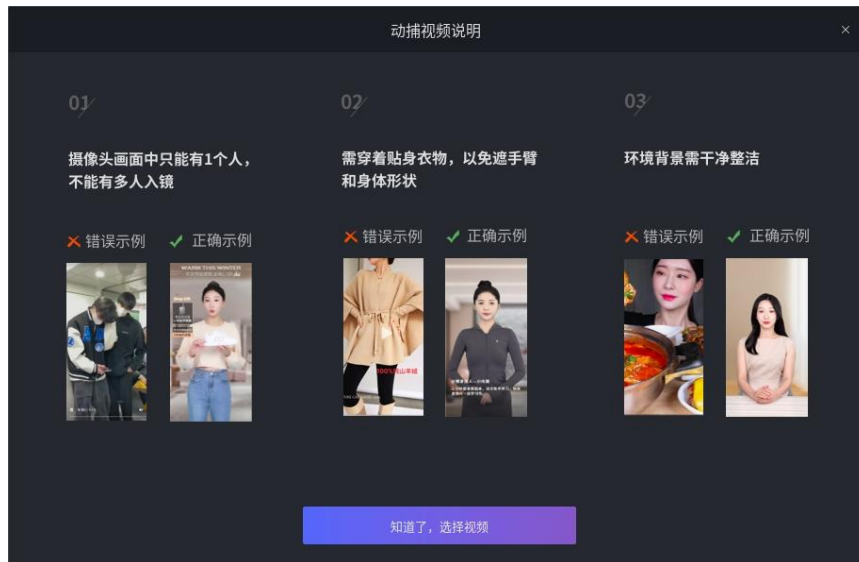 动捕视频说明
×
01
02
03
摄像头画面中只能有1个人,
不能有多人入镜
需穿着贴身衣物,以免遮手臂
和身体形状
环境背景需干净整洁
错误示例
正确示例
错误示例
正确示例
错误示例
正确示例
WARM THIS WINTER
知道了,选择视频